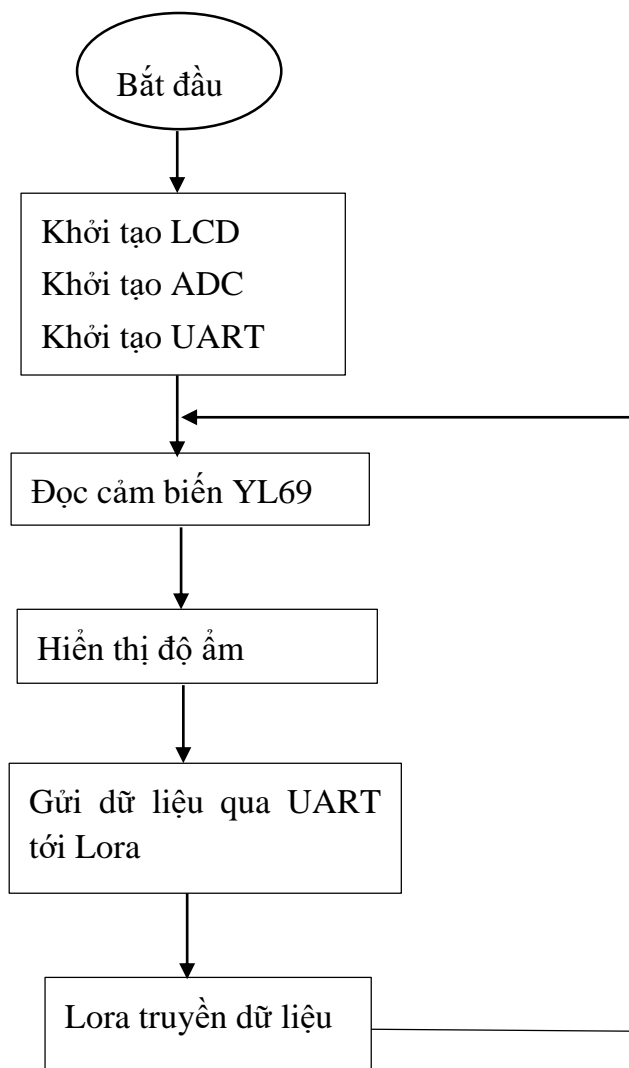 Bắt đầu
Khởi tạo LCD
Khởi tạo ADC
Khởi tạo UART
Đọc cảm biến YL69
Hiển thị độ ẩm
Gửi dữ liệu qua UART
tới Lora
Lora truyền dữ liệu